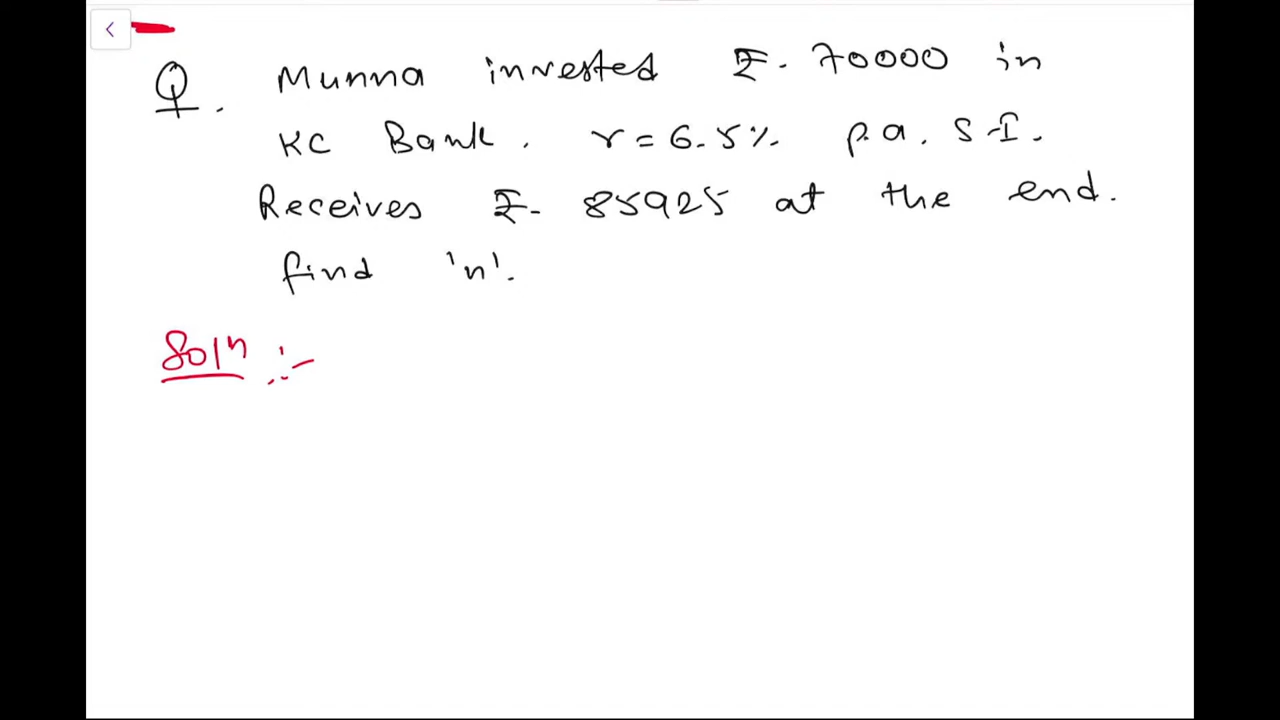 Q. Munna invested ₹. 70000 in
KC Bank. r = 6.5% p.a. S.I.
Receives ₹. 85925 at the end.
find 'n'.
Solⁿ :-